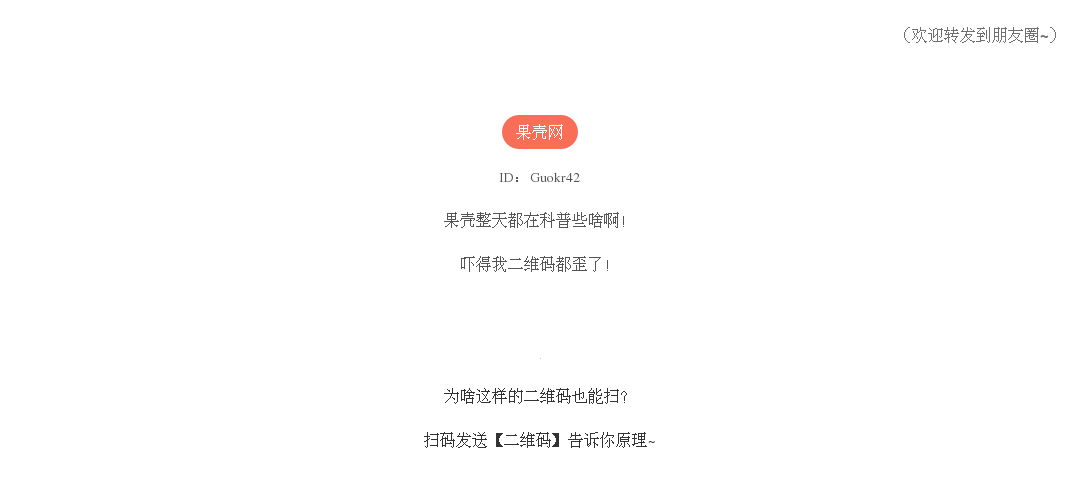 （欢迎转发到朋友圈~）
果壳网
ID：Guokr42
果壳整天都在科普些啥啊！
吓得我二维码都歪了！
为啥这样的二维码也能扫？
扫码发送【二维码】告诉你原理~